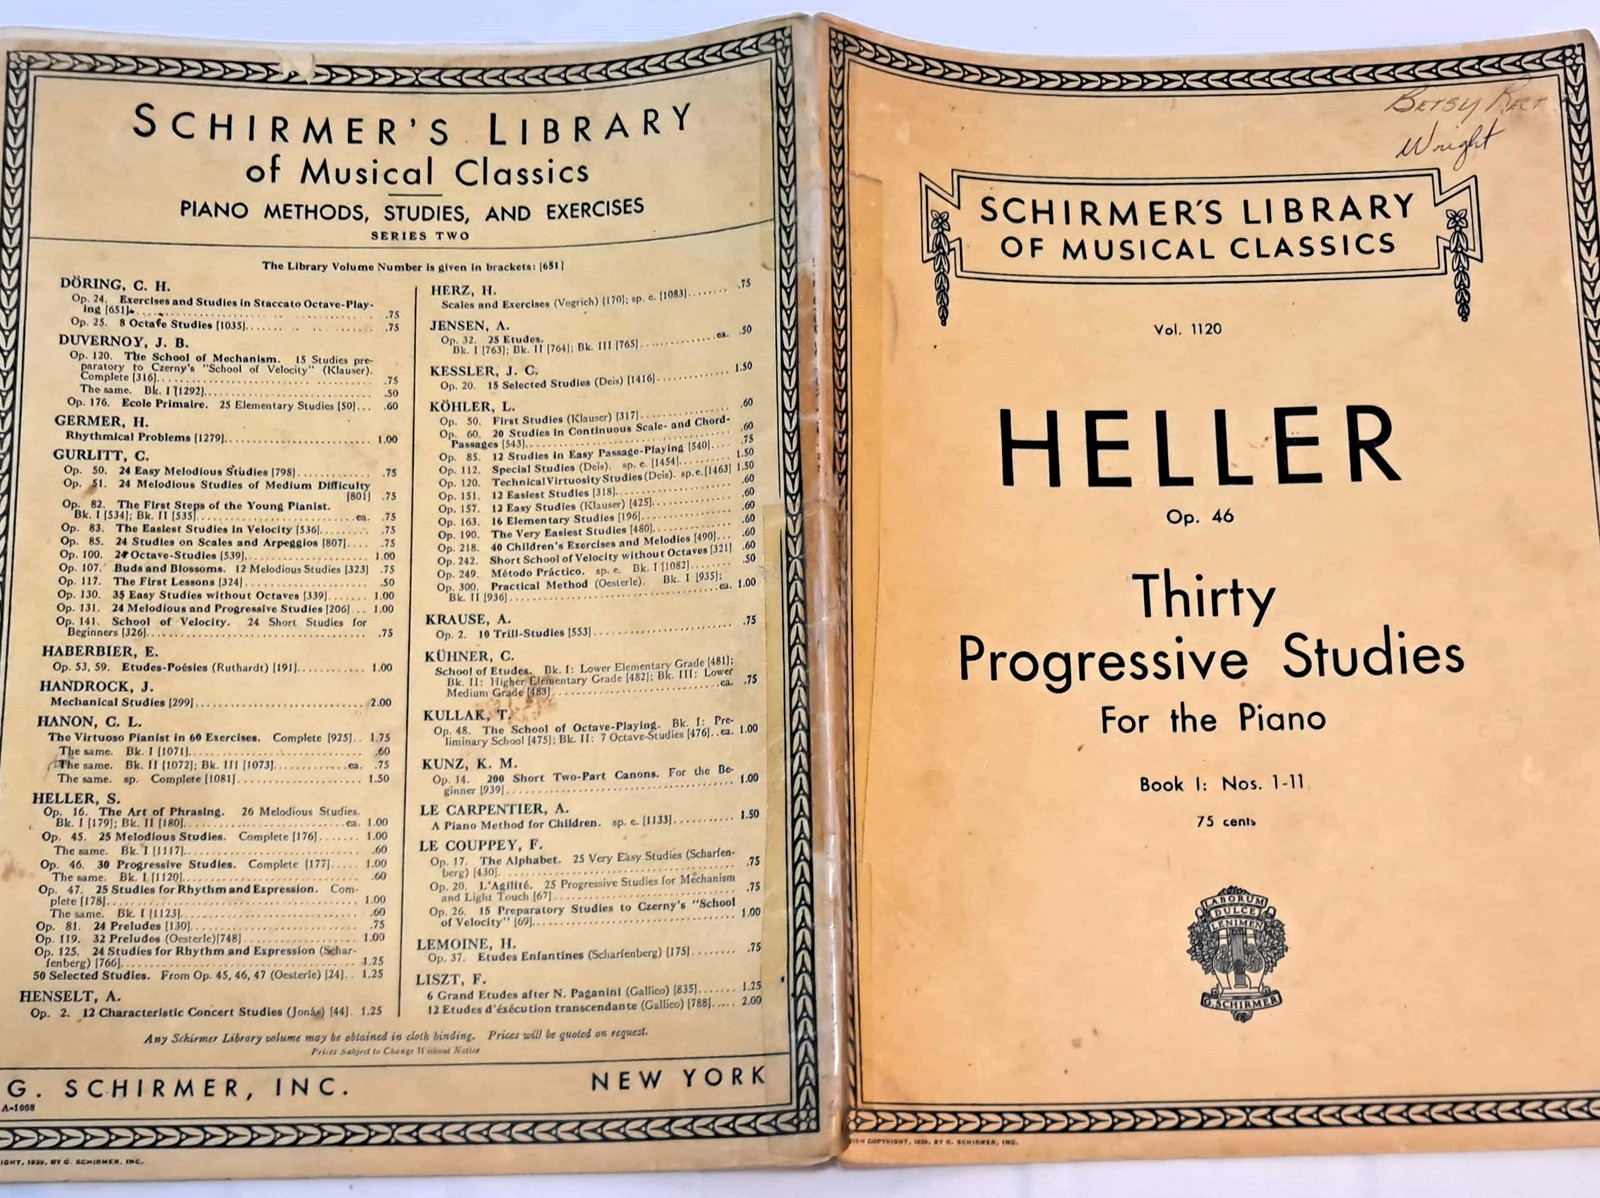 SCHIRMER'S LIBRARY
of Musical Classics
PIANO METHODS, STUDIES, AND EXERCISES
SERIES TWO
The Library Volume Number is given in brackets: [651]
DÖRING, C. H.
Op. 24. Exercises and Studies in Staccato Octave-Play-
ing [651] .75
Op. 25. 8 Octave Studies [1035] .75
DUVERNOY, J. B.
Op. 120. The School of Mechanism. 15 Studies pre-
paratory to Czerny's "School of Velocity" (Klauser).
Complete [316] .75
The same. Bk. I [1292] .50
Op. 176. Ecole Primaire. 25 Elementary Studies [50] .60
GERMER, H.
Rhythmical Problems [1279] 1.00
GURLITT, C.
Op. 50. 24 Easy Melodious Studies [798] .75
Op. 51. 24 Melodious Studies of Medium Difficulty
[801] .75
Op. 82. The First Steps of the Young Pianist.
Bk. I [534]; Bk. II [535] ea. .75
Op. 83. The Easiest Studies in Velocity [536] .75
Op. 85. 24 Studies on Scales and Arpeggios [807] .75
Op. 100. 24 Octave-Studies [539] 1.00
Op. 107. Buds and Blossoms. 12 Melodious Studies [323] .75
Op. 117. The First Lessons [324] .50
Op. 130. 35 Easy Studies without Octaves [339] 1.00
Op. 131. 24 Melodious and Progressive Studies [206] 1.00
Op. 141. School of Velocity. 24 Short Studies for
Beginners [326] .75
HABERBIER, E.
Op. 53, 59. Etudes-Poésies (Ruthardt) [191] 1.00
HANDROCK, J.
Mechanical Studies [299] 2.00
HANON, C. L.
The Virtuoso Pianist in 60 Exercises. Complete [925] 1.75
The same. Bk. I [1071] .60
The same. Bk. II [1072]; Bk. III [1073] ea. .75
The same. sp. Complete [1081] 1.50
HELLER, S.
Op. 16. The Art of Phrasing. 26 Melodious Studies.
Bk. I [179]; Bk. II [180] ea. 1.00
Op. 45. 25 Melodious Studies. Complete [176] 1.00
The same. Bk. I [1117] .60
Op. 46. 30 Progressive Studies. Complete [177] 1.00
The same. Bk. I [1120] .60
Op. 47. 25 Studies for Rhythm and Expression. Com-
plete [178] 1.00
The same. Bk. I [1123] .60
Op. 81. 24 Preludes [130] .75
Op. 119. 32 Preludes (Oesterle) [748] 1.00
Op. 125. 24 Studies for Rhythm and Expression (Schar-
fenberg) [766] 1.25
50 Selected Studies. From Op. 45, 46, 47 (Oesterle) [24] 1.25
HENSELT, A.
Op. 2. 12 Characteristic Concert Studies (Jonás) [44] 1.25
HERZ, H.
Scales and Exercises (Vogrich) [170]; sp. e. [1083] .75
JENSEN, A.
Op. 32. 25 Etudes.
Bk. I [763]; Bk. II [764]; Bk. III [765] ea. .50
KESSLER, J. C.
Op. 20. 15 Selected Studies (Deis) [1416] 1.50
KÖHLER, L.
Op. 50. First Studies (Klauser) [317] .60
Op. 60. 20 Studies in Continuous Scale- and Chord-
Passages [543] .60
Op. 85. 12 Studies in Easy Passage-Playing [540] .75
Op. 112. Special Studies (Deis). sp. e. [1454] 1.50
Op. 120. Technical Virtuosity Studies (Deis). sp. e. [1463] 1.50
Op. 151. 12 Easiest Studies [318] .60
Op. 157. 12 Easy Studies (Klauser) [425] .60
Op. 163. 16 Elementary Studies [196] .60
Op. 190. The Very Easiest Studies [480] .60
Op. 218. 40 Children's Exercises and Melodies [490] .60
Op. 242. Short School of Velocity without Octaves [321] .60
Op. 249. Método Práctico. sp. e. Bk. I [1082] .50
Op. 300. Practical Method (Oesterle). Bk. I [935];
Bk. II [936] ea. 1.00
KRAUSE, A.
Op. 2. 10 Trill-Studies [553] .75
KÜHNER, C.
School of Etudes. Bk. I: Lower Elementary Grade [481];
Bk. II: Higher Elementary Grade [482]; Bk. III: Lower
Medium Grade [483] ea. .75
KULLAK, T.
Op. 48. The School of Octave-Playing. Bk. I: Pre-
liminary School [475]; Bk. II: 7 Octave-Studies [476] ea. 1.00
KUNZ, K. M.
Op. 14. 200 Short Two-Part Canons. For the Be-
ginner [939] 1.00
LE CARPENTIER, A.
A Piano Method for Children. sp. e. [1133] 1.50
LE COUPPEY, F.
Op. 17. The Alphabet. 25 Very Easy Studies (Scharfen-
berg) [430] .75
Op. 20. L'Agilité. 25 Progressive Studies for Mechanism
and Light Touch [67] .75
Op. 26. 15 Preparatory Studies to Czerny's "School
of Velocity" [69] 1.00
LEMOINE, H.
Op. 37. Etudes Enfantines (Scharfenberg) [175] .75
LISZT, F.
6 Grand Etudes after N. Paganini (Gallico) [835] 1.25
12 Etudes d'éxécution transcendante (Gallico) [788] 2.00
Any Schirmer Library volume may be obtained in cloth binding. Prices will be quoted on request.
Prices Subject to Change Without Notice
G. SCHIRMER, INC. NEW YORK
A-1008
IGHT, 1939, BY G. SCHIRMER, INC.
Betsy
Wright
SCHIRMER'S LIBRARY
OF MUSICAL CLASSICS
Vol. 1120
HELLER
Op. 46
Thirty
Progressive Studies
For the Piano
Book I: Nos. 1-11
75 cents
LABORUM
DULCE
LENIMEN
G. SCHIRMER
IGN COPYRIGHT, 1939, BY G. SCHIRMER, INC.